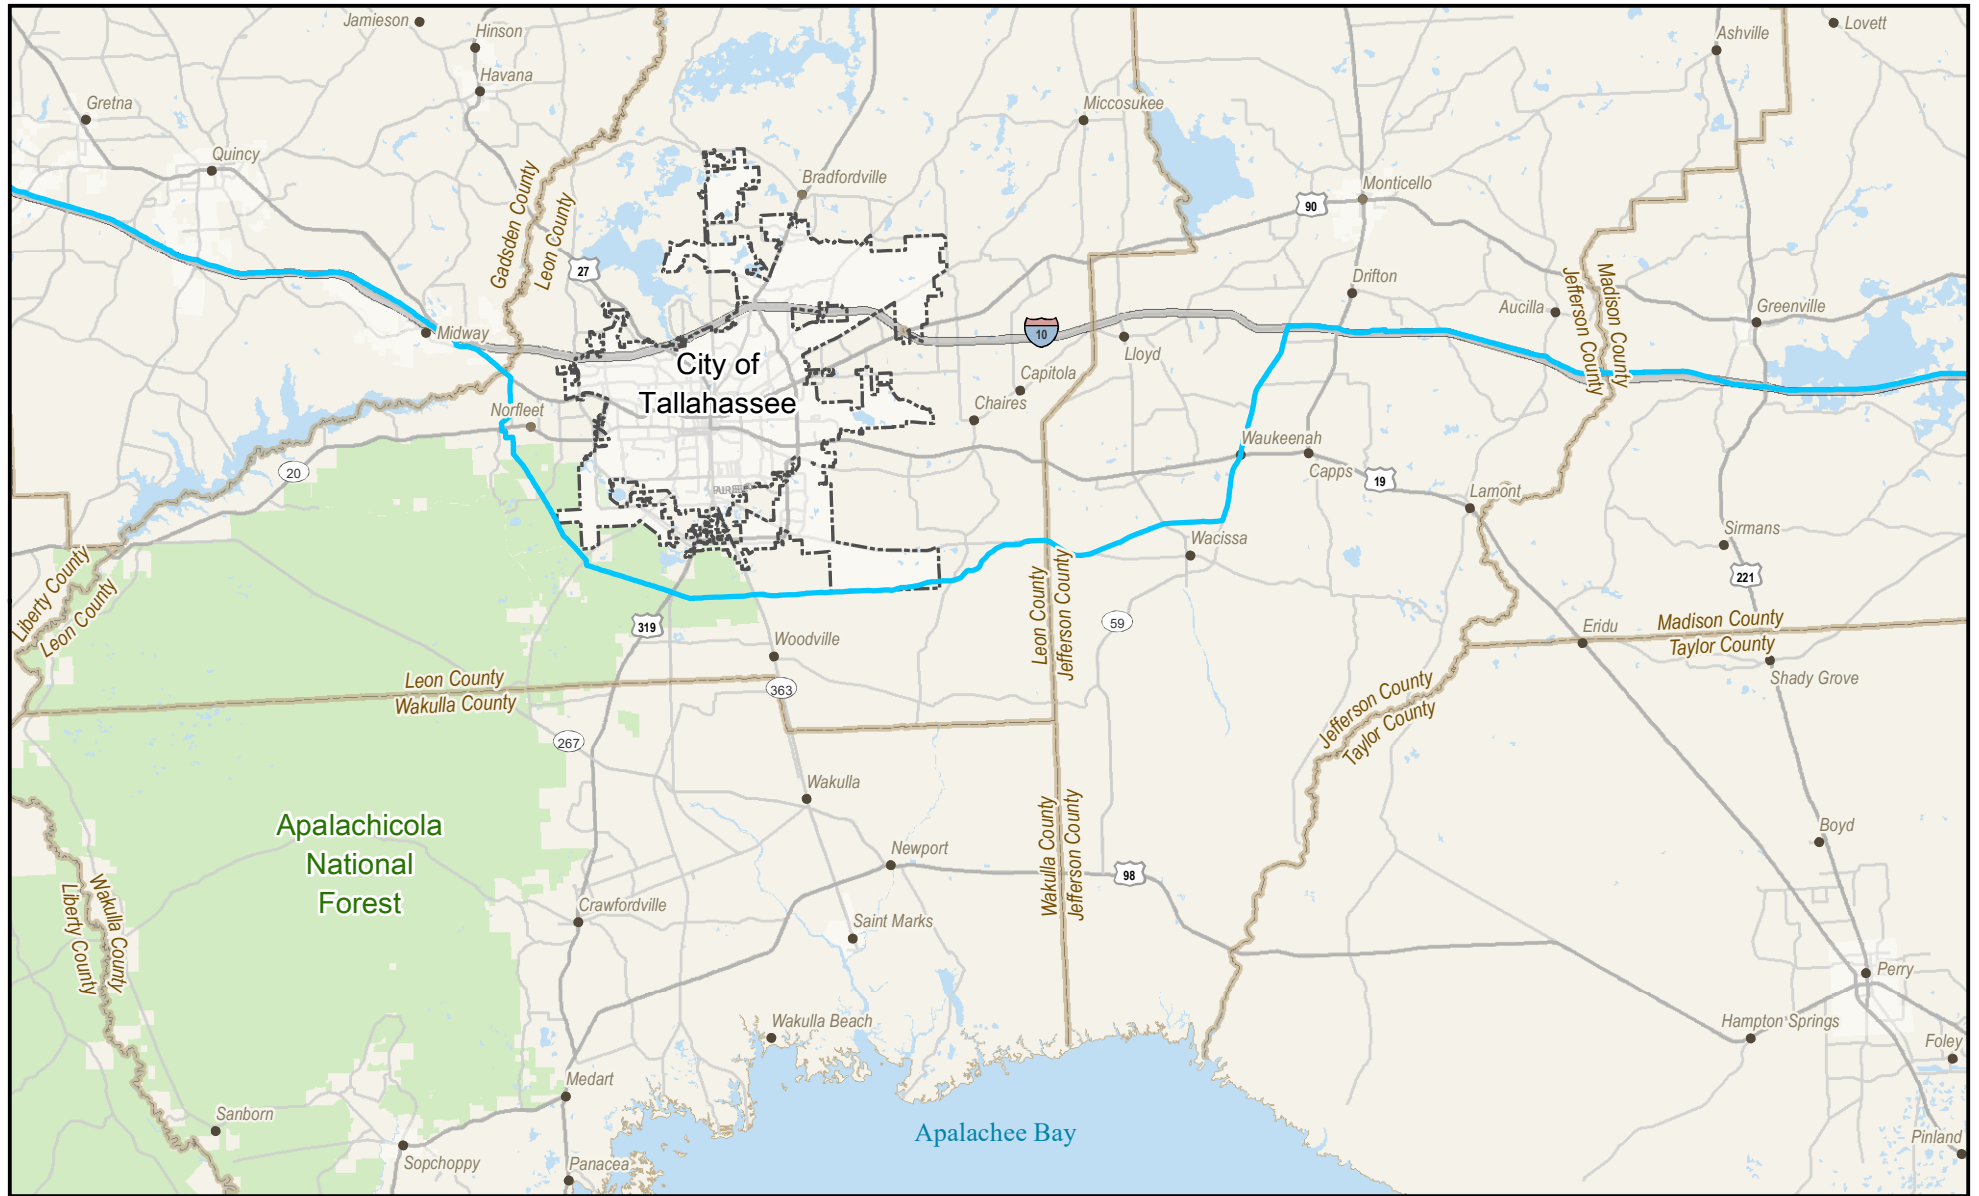 Jamieson
Hinson
Havana
Gretna
Quincy
Miccosukee
Bradfordville
Ashville
Lovett
Gadsden County
Leon County
27
90
Monticello
Drifton
Aucilla
Jefferson County
Madison County
Greenville
Midway
10
Lloyd
City of
Tallahassee
Capitola
Chaires
Norfleet
20
Waukeenah
Capps
19
Lamont
Wacissa
Sirmans
221
Liberty County
Leon County
319
Woodville
Leon County
Jefferson County
59
Eridu
Madison County
Taylor County
Shady Grove
Leon County
Wakulla County
363
267
Jefferson County
Taylor County
Wakulla
Apalachicola
National
Forest
Newport
98
Wakulla County
Jefferson County
Boyd
Wakulla County
Liberty County
Crawfordville
Saint Marks
Perry
Wakulla Beach
Hampton Springs
Foley
Medart
Sanborn
Apalachee Bay
Pinland
Sopchoppy
Panacea